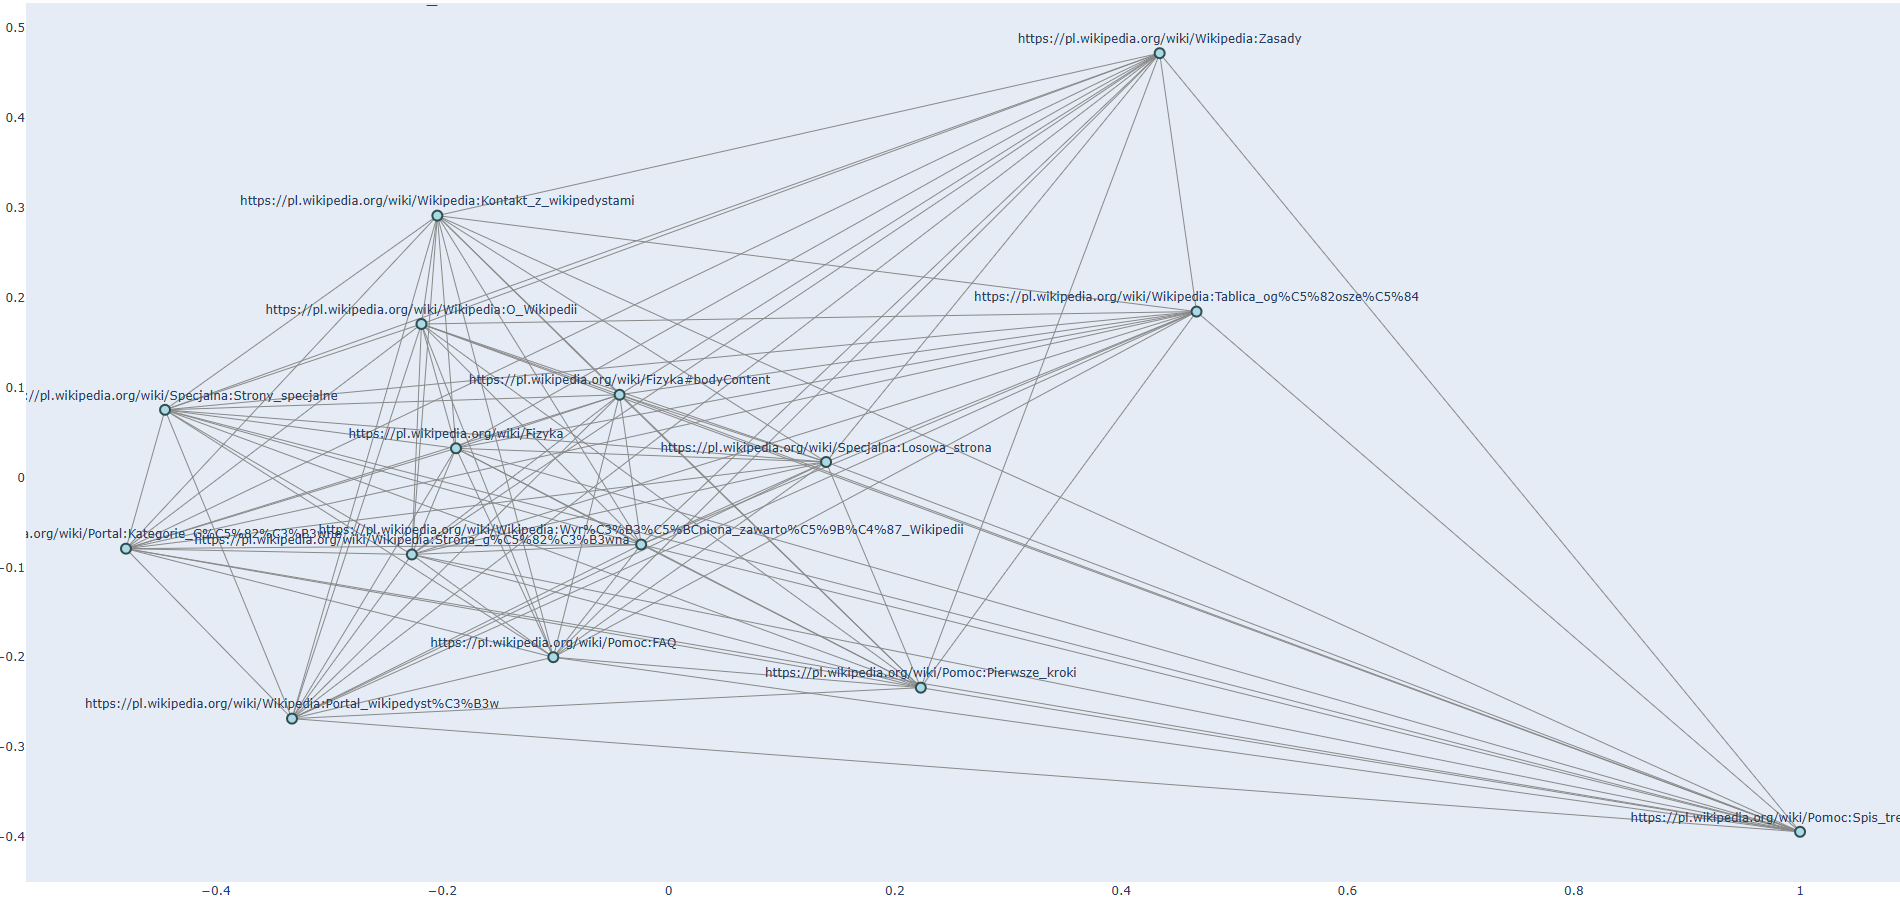 0.5
https://pl.wikipedia.org/wiki/Wikipedia:Zasady
0.4
0.3
https://pl.wikipedia.org/wiki/Wikipedia:Kontakt_z_wikipedystami
0.2
https://pl.wikipedia.org/wiki/Wikipedia:Tablica_og%C5%82osze%C5%84
https://pl.wikipedia.org/wiki/Wikipedia:O_Wikipedii
0.1
https://pl.wikipedia.org/wiki/Fizyka#bodyContent
://pl.wikipedia.org/wiki/Specjalna:Strony_specjalne
https://pl.wikipedia.org/wiki/Fizyka
https://pl.wikipedia.org/wiki/Specjalna:Losowa_strona
0
https://pl.wikipedia.org/wiki/Wikipedia:Wyr%C3%B3%C5%BCniona_zawarto%C5%9B%C4%87_Wikipedii
a.org/wiki/Portal:Kategorie_G%C5%82%C3%B3wne
https://pl.wikipedia.org/wiki/Wikipedia:Strona_g%C5%82%C3%B3wna
−0.1
https://pl.wikipedia.org/wiki/Pomoc:FAQ
−0.2
https://pl.wikipedia.org/wiki/Pomoc:Pierwsze_kroki
https://pl.wikipedia.org/wiki/Wikipedia:Portal_wikipedyst%C3%B3w
−0.3
https://pl.wikipedia.org/wiki/Pomoc:Spis_tre
−0.4
−0.4 −0.2 0 0.2 0.4 0.6 0.8 1